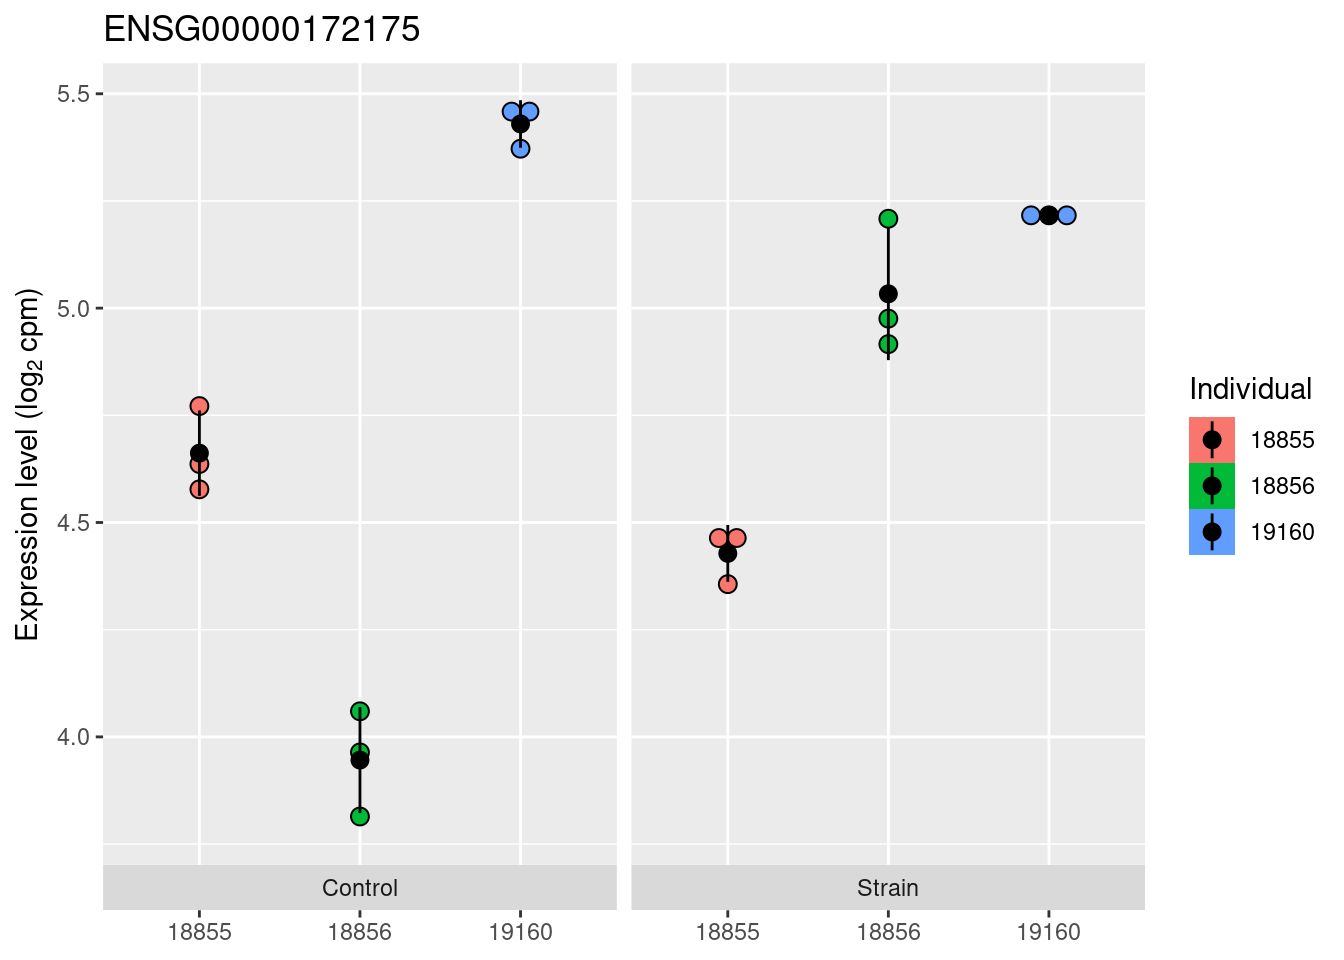 ENSG00000172175
Expression level (log₂ cpm)
5.5
5.0
4.5
4.0
Control
Strain
18855
18856
19160
18855
18856
19160
Individual
18855
18856
19160